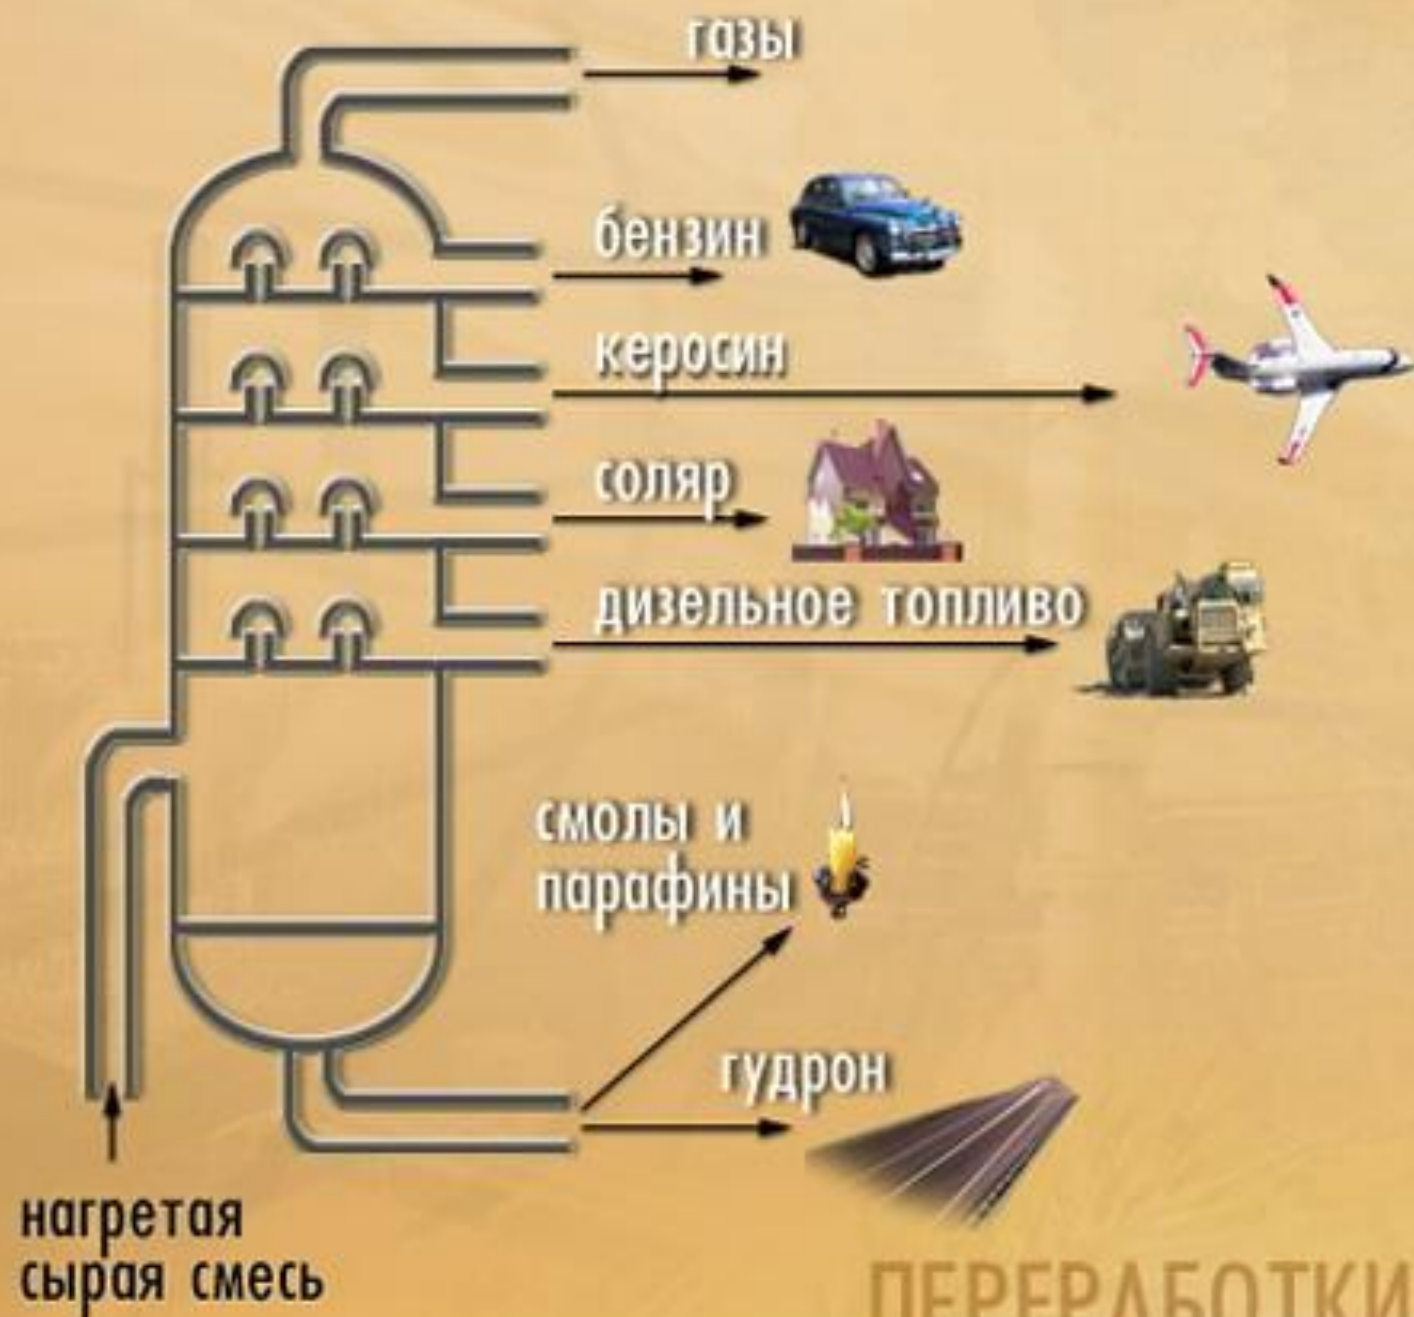 газы
бензин
керосин
соляр
дизельное топливо
смолы и
парафины
гудрон
нагретая
сырая смесь
ПЕРЕРАБОТКИ